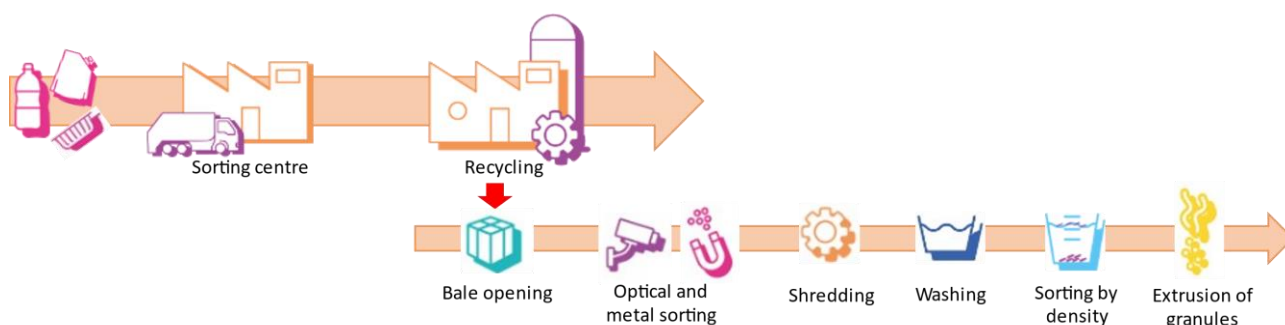 Sorting centre
Recycling
Bale opening
Optical and
metal sorting
Shredding
Washing
Sorting by
density
Extrusion of
granules